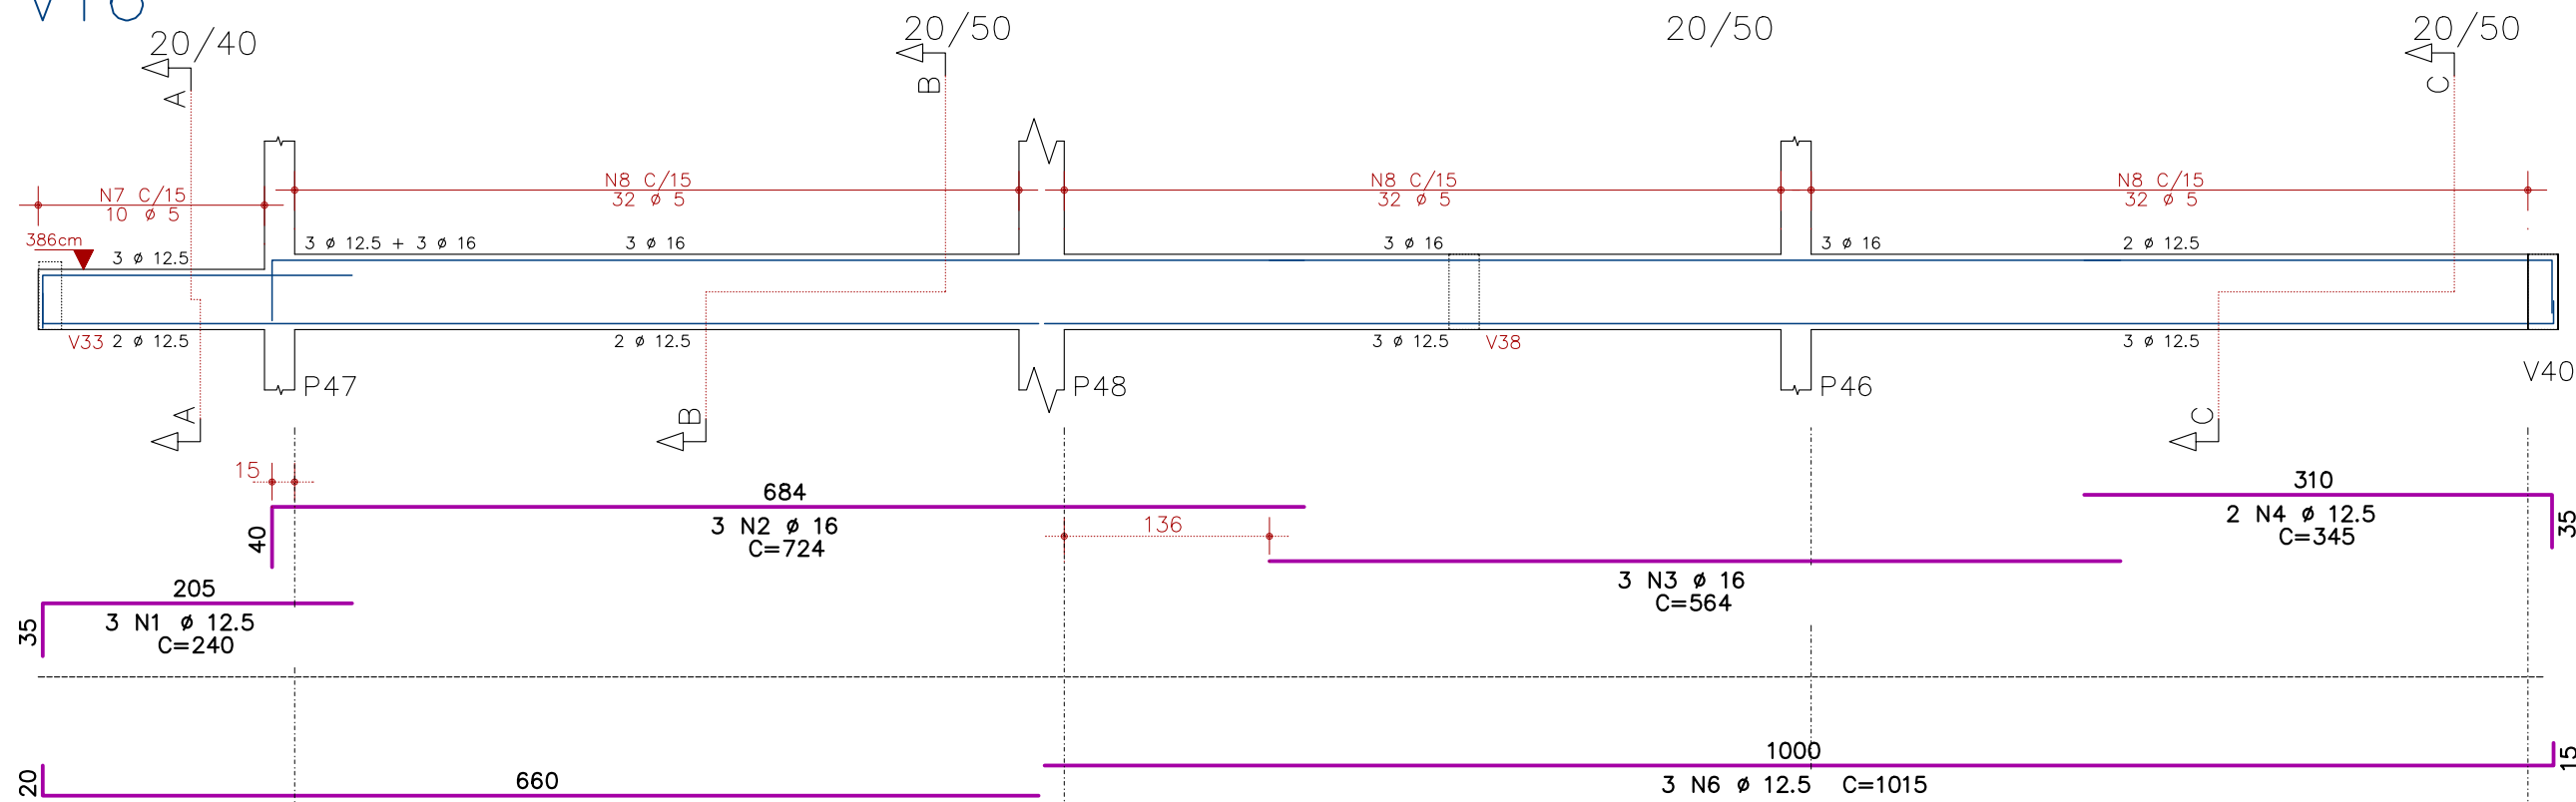 20/40
20/50
20/50
20/50
A
B
C
N7 C/15
10 ø 5
N8 C/15
32 ø 5
N8 C/15
32 ø 5
N8 C/15
32 ø 5
386cm
3 ø 12.5
3 ø 12.5 + 3 ø 16
3 ø 16
3 ø 16
3 ø 16
2 ø 12.5
V33
2 ø 12.5
2 ø 12.5
3 ø 12.5
V38
3 ø 12.5
P47
P48
P46
V40
A
B
C
15
684
40
3 N2 ø 16
C=724
136
310
2 N4 ø 12.5
C=345
35
205
35
3 N1 ø 12.5
C=240
3 N3 ø 16
C=564
20
660
1000
3 N6 ø 12.5 C=1015
15